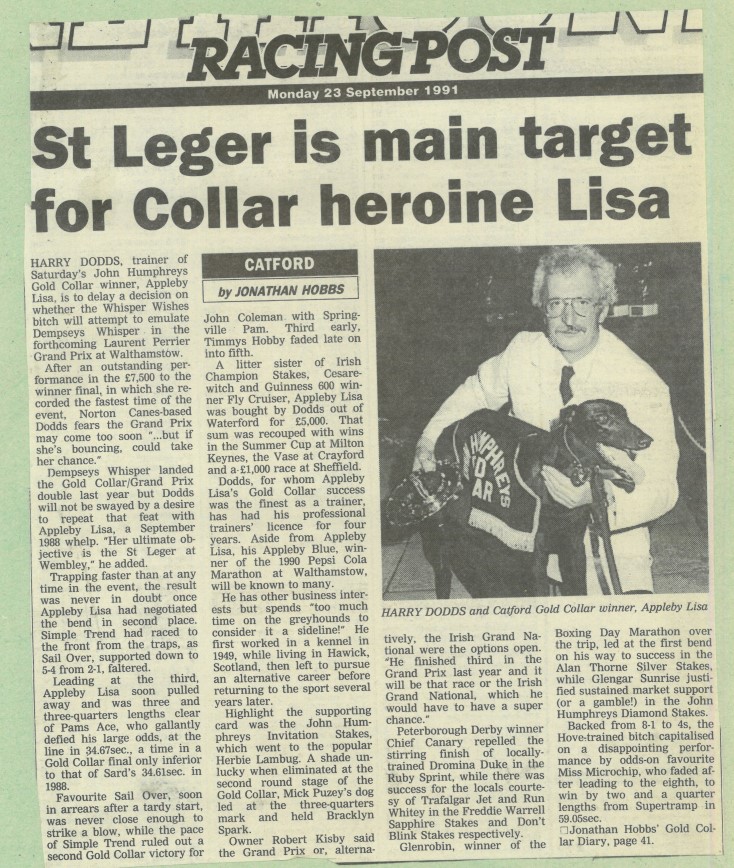 RACING POST
Monday 23 September 1991
St Leger is main target
for Collar heroine Lisa
HARRY DODDS, trainer of
Saturday's John Humphreys
Gold Collar winner, Appleby
Lisa, is to delay a decision on
whether the Whisper Wishes
bitch will attempt to emulate
Dempseys Whisper in the
forthcoming Laurent Perrier
Grand Prix at Walthamstow.
After an outstanding per-
formance in the £7,500 to the
winner final, in which she re-
corded the fastest time of the
event, Norton Canes-based
Dodds fears the Grand Prix
may come too soon "...but if
she's bouncing, could take
her chance."
Dempseys Whisper landed
the Gold Collar/Grand Prix
double last year but Dodds
will not be swayed by a desire
to repeat that feat with
Appleby Lisa, a September
1988 whelp. "Her ultimate ob-
jective is the St Leger at
Wembley," he added.
Trapping faster than at any
time in the event, the result
was never in doubt once
Appleby Lisa had negotiated
the bend in second place.
Simple Trend had raced to
the front from the traps, as
Sail Over, supported down to
5-4 from 2-1, faltered.
Leading at the third,
Appleby Lisa soon pulled
away and was three and
three-quarters lengths clear
of Pams Ace, who gallantly
defied his large odds, at the
line in 34.67sec., a time in a
Gold Collar final only inferior
to that of Sard's 34.61sec. in
1988.
Favourite Sail Over, soon
in arrears after a tardy start,
was never close enough to
strike a blow, while the pace
of Simple Trend ruled out a
second Gold Collar victory for
CATFORD
by JONATHAN HOBBS
John Coleman with Spring-
ville Pam. Third early,
Timmys Hobby faded late on
into fifth.
A litter sister of Irish
Champion Stakes, Cesare-
witch and Guinness 600 win-
ner Fly Cruiser, Appleby Lisa
was bought by Dodds out of
Waterford for £5,000. That
sum was recouped with wins
in the Summer Cup at Milton
Keynes, the Vase at Crayford
and a £1,000 race at Sheffield.
Dodds, for whom Appleby
Lisa's Gold Collar success
was the finest as a trainer,
has had his professional
trainers' licence for four
years. Aside from Appleby
Lisa, his Appleby Blue, win-
ner of the 1990 Pepsi Cola
Marathon at Walthamstow,
will be known to many.
He has other business inter-
ests but spends "too much
time on the greyhounds to
consider it a sideline!" He
first worked in a kennel in
1949, while living in Hawick,
Scotland, then left to pursue
an alternative career before
returning to the sport several
years later.
Highlight the supporting
card was the John Hum-
phreys Invitation Stakes,
which went to the popular
Herbie Lambug. A shade un-
lucky when eliminated at the
second round stage of the
Gold Collar, Mick Puzey's dog
led at the three-quarters
mark and held Bracklyn
Spark.
Owner Robert Kisby said
the Grand Prix or, alterna-
HUMPHREYS
HARRY DODDS and Catford Gold Collar winner, Appleby Lisa
tively, the Irish Grand Na-
tional were the options open.
"He finished third in the
Grand Prix last year and it
will be that race or the Irish
Grand National, which he
would have to have a super
chance."
Peterborough Derby winner
Chief Canary repelled the
stirring finish of locally-
trained Dromina Duke in the
Ruby Sprint, while there was
success for the locals courte-
sy of Trafalgar Jet and Run
Whitey in the Freddie Warrell
Sapphire Stakes and Don't
Blink Stakes respectively.
Glenrobin, winner of the
Boxing Day Marathon over
the trip, led at the first bend
on his way to success in the
Alan Thorne Silver Stakes,
while Glengar Sunrise justi-
fied sustained market support
(or a gamble!) in the John
Humphreys Diamond Stakes.
Backed from 8-1 to 4s, the
Hove-trained bitch capitalised
on a disappointing perfor-
mance by odds-on favourite
Miss Microchip, who faded af-
ter leading to the eighth, to
win by two and a quarter
lengths from Supertramp in
59.05sec.
□Jonathan Hobbs' Gold Col-
lar Diary, page 41.